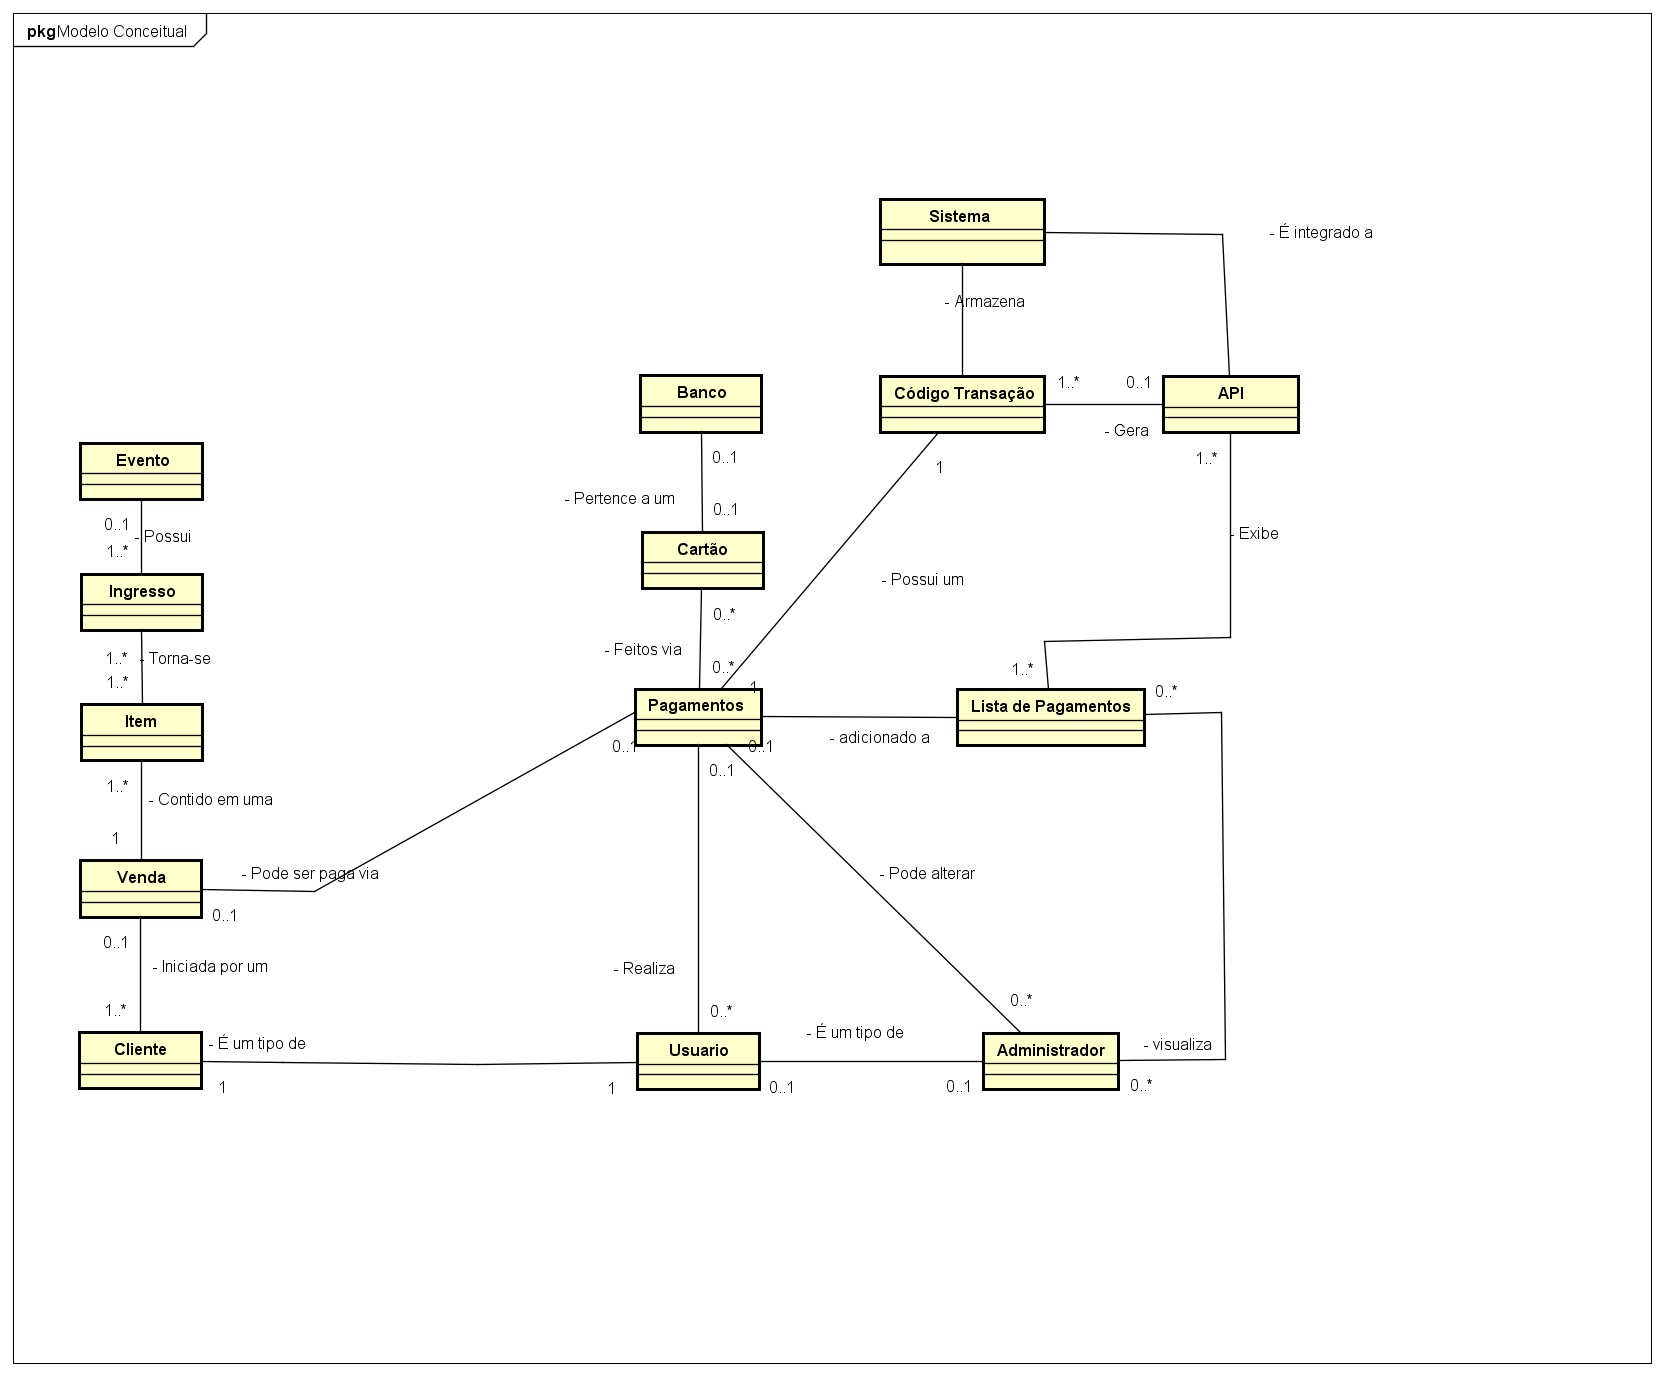 pkg Modelo Conceitual
Sistema
- É integrado a
- Armazena
Banco
Código Transação
1..*
0..1
API
- Gera
Evento
0..1
1
1..*
- Pertence a um
0..1
0..1
- Possui
1..*
- Exibe
Cartão
Ingresso
- Possui um
0..*
- Feitos via
1..*
- Torna-se
1..*
0..*
1
1..*
0..*
Item
Pagamentos
Lista de Pagamentos
0..1
0..1
- adicionado a
0..1
1..*
- Contido em uma
1
Venda
- Pode ser paga via
- Pode alterar
0..1
0..1
- Iniciada por um
- Realiza
1..*
0..*
0..*
Cliente
- É um tipo de
Usuario
- É um tipo de
Administrador
- visualiza
1
1
0..1
0..1
0..*